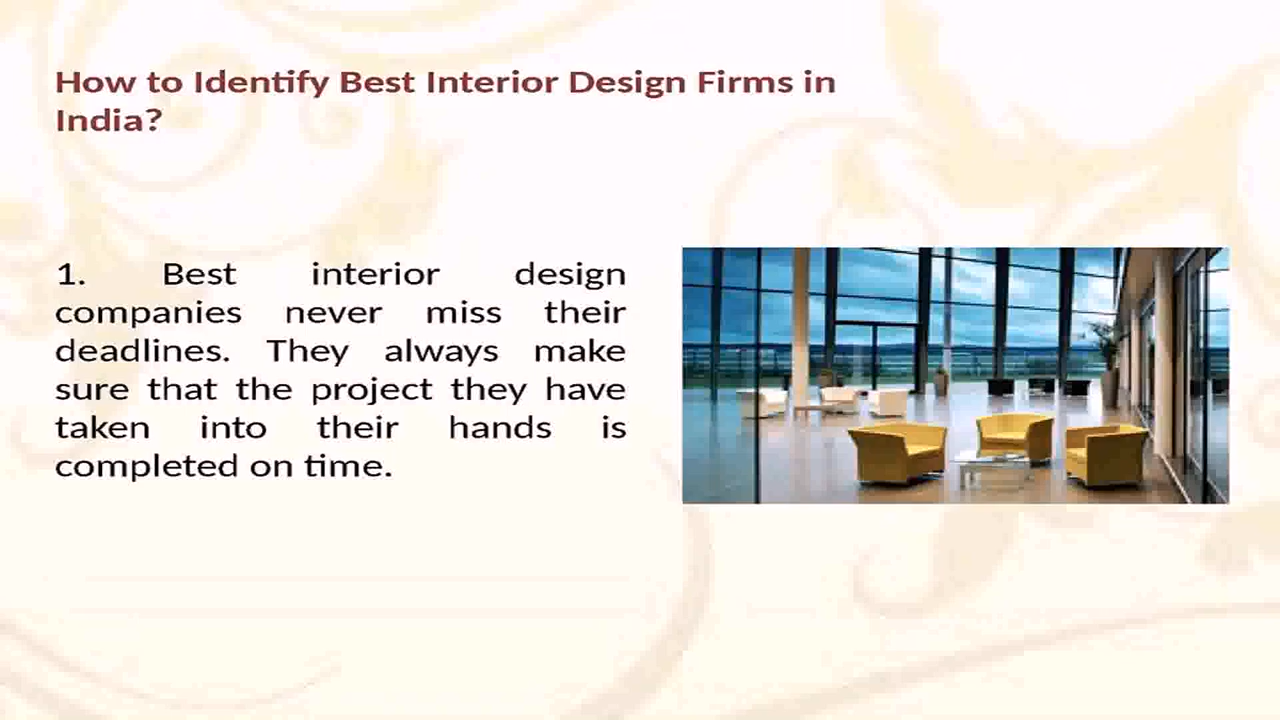 How to Identify Best Interior Design Firms in
India?
1. Best interior design
companies never miss their
deadlines. They always make
sure that the project they have
taken into their hands is
completed on time.